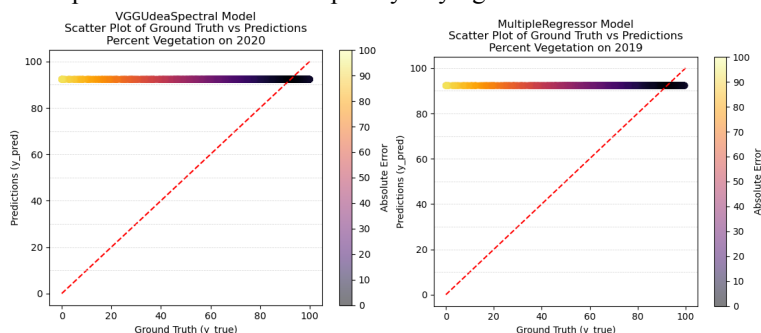 VGGUdeaSpectral Model
Scatter Plot of Ground Truth vs Predictions
Percent Vegetation on 2020
100
80
60
40
20
0
Predictions (y_pred)
0 20 40 60 80 100
Ground Truth (y_true)
100
90
80
70
60
50
40
30
20
10
0
Absolute Error
MultipleRegressor Model
Scatter Plot of Ground Truth vs Predictions
Percent Vegetation on 2019
100
80
60
40
20
0
Predictions (y_pred)
0 20 40 60 80 100
Ground Truth (y_true)
100
90
80
70
60
50
40
30
20
10
0
Absolute Error